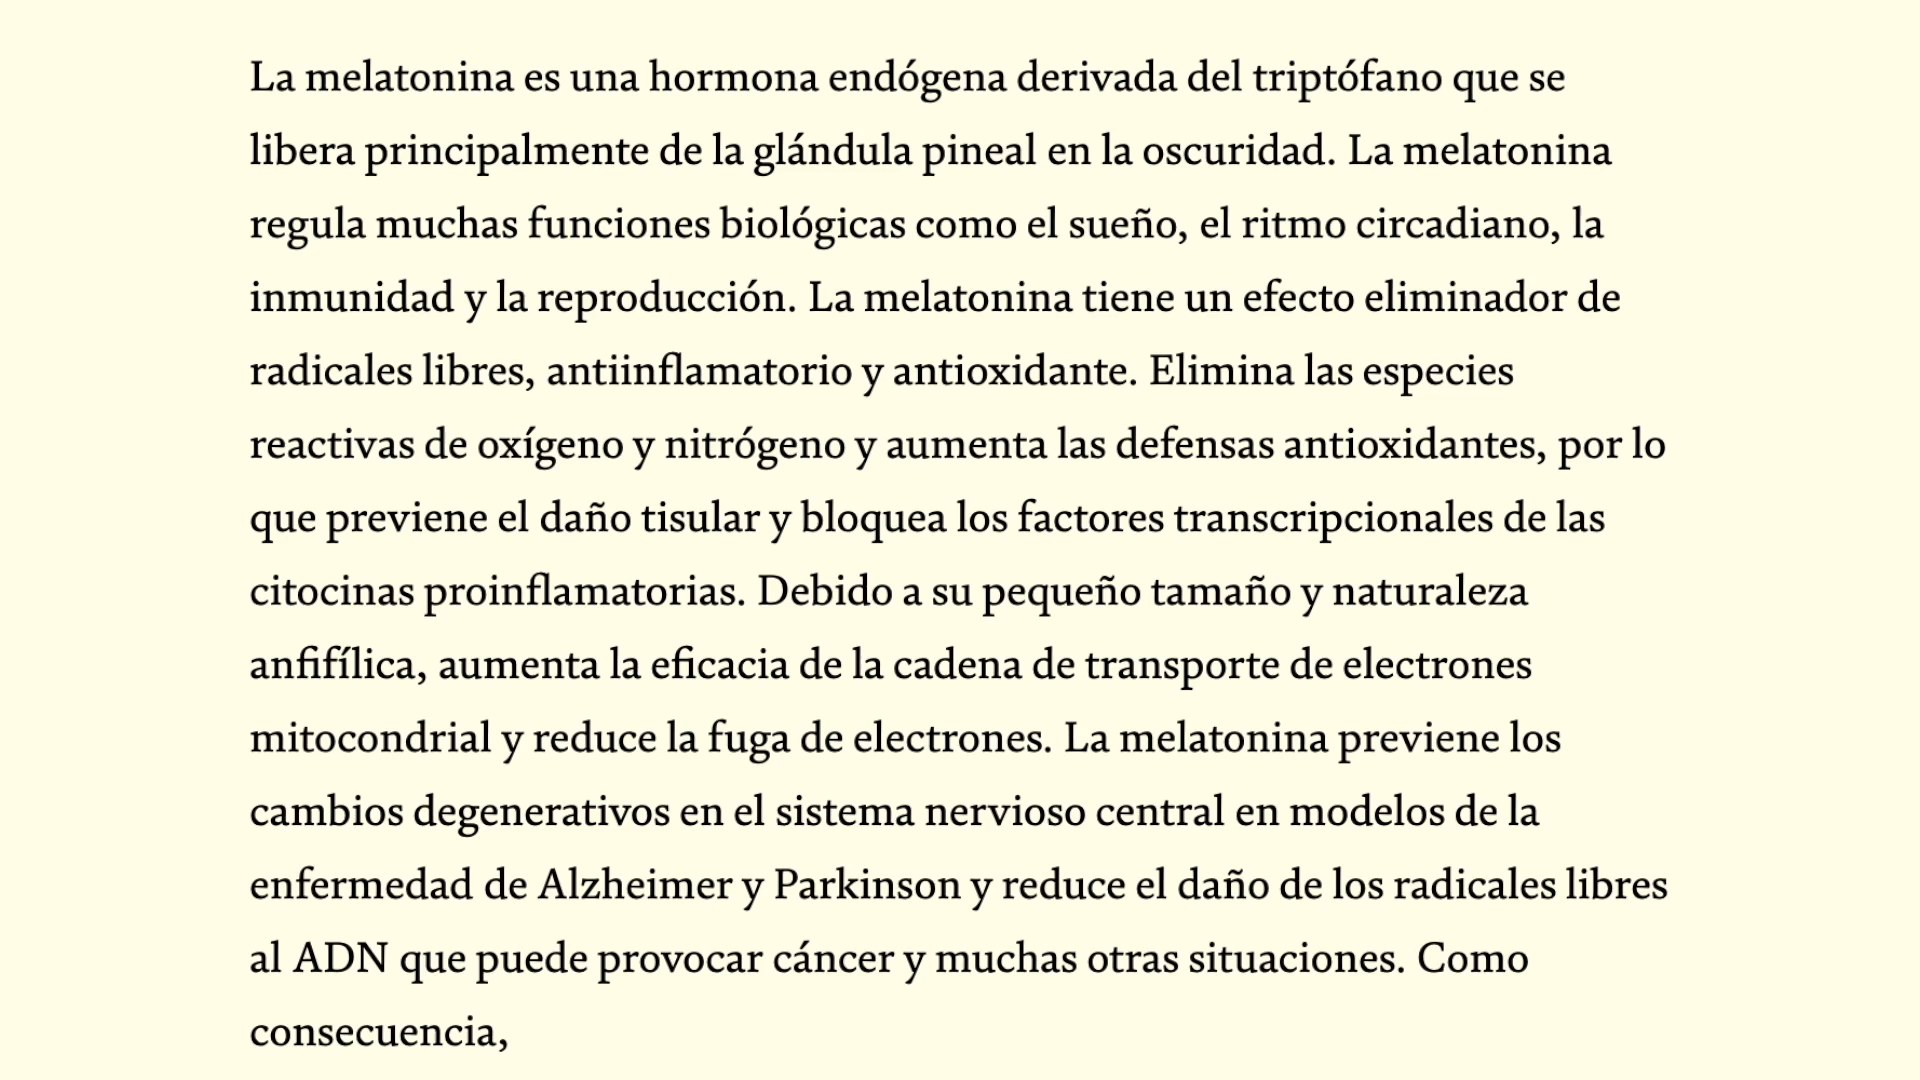 La melatonina es una hormona endógena derivada del triptófano que se
libera principalmente de la glándula pineal en la oscuridad. La melatonina
regula muchas funciones biológicas como el sueño, el ritmo circadiano, la
inmunidad y la reproducción. La melatonina tiene un efecto eliminador de
radicales libres, antiinflamatorio y antioxidante. Elimina las especies
reactivas de oxígeno y nitrógeno y aumenta las defensas antioxidantes, por lo
que previene el daño tisular y bloquea los factores transcripcionales de las
citocinas proinflamatorias. Debido a su pequeño tamaño y naturaleza
anfifílica, aumenta la eficacia de la cadena de transporte de electrones
mitocondrial y reduce la fuga de electrones. La melatonina previene los
cambios degenerativos en el sistema nervioso central en modelos de la
enfermedad de Alzheimer y Parkinson y reduce el daño de los radicales libres
al ADN que puede provocar cáncer y muchas otras situaciones. Como
consecuencia,